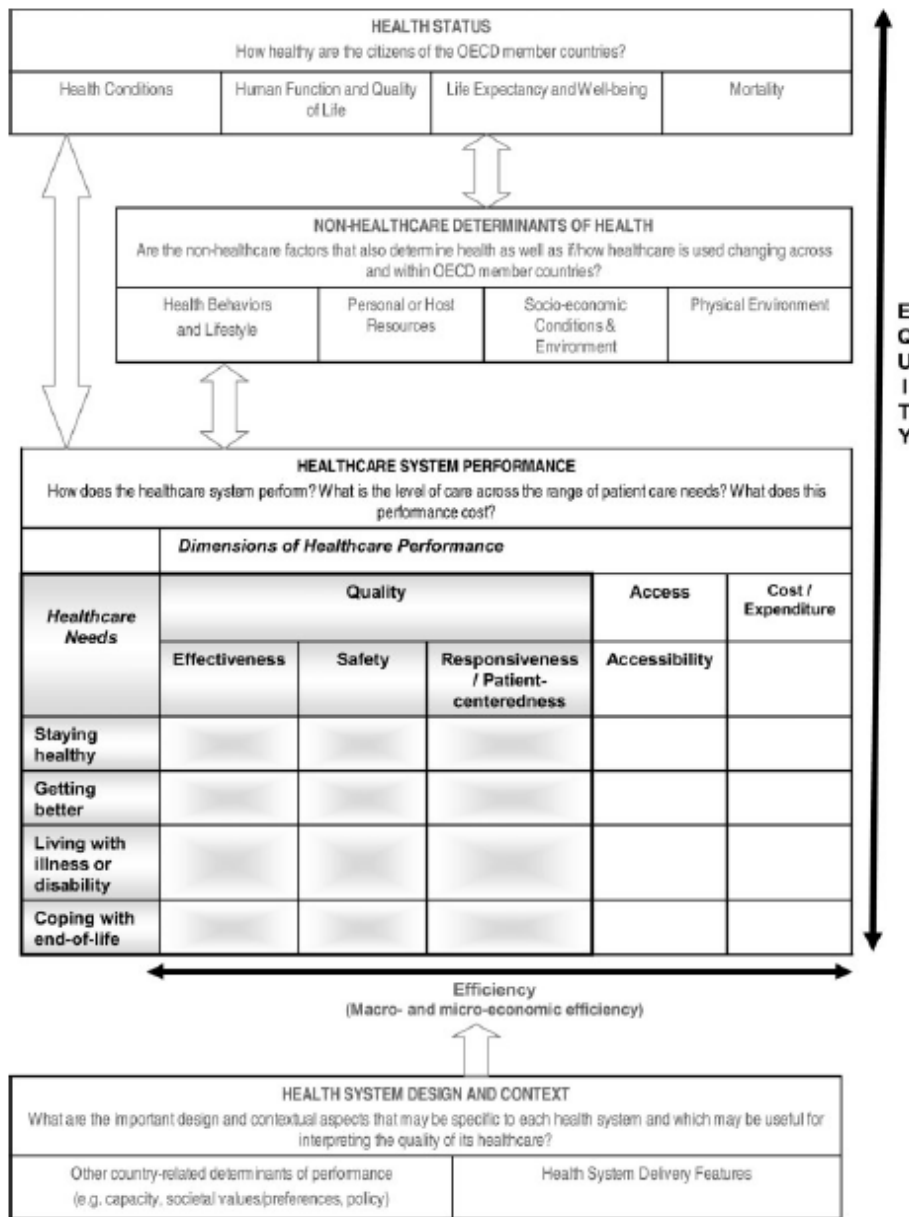 HEALTH STATUS
How healthy are the citizens of the OECD member countries?
Health Conditions
Human Function and Quality
of Life
Life Expectancy and Well-being
Mortality
NON-HEALTHCARE DETERMINANTS OF HEALTH
Are the non-healthcare factors that also determine health as well as if/how healthcare is used changing across
and within OECD member countries?
Health Behaviors
and Lifestyle
Personal or Host
Resources
Socio-economic
Conditions &
Environment
Physical Environment
E
Q
U
I
T
Y
HEALTHCARE SYSTEM PERFORMANCE
How does the healthcare system perform? What is the level of care across the range of patient care needs? What does this
performance cost?
Dimensions of Healthcare Performance
Healthcare
Needs
Quality
Access
Cost /
Expenditure
Effectiveness
Safety
Responsiveness
/ Patient-
centeredness
Accessibility
Staying
healthy
Getting
better
Living with
illness or
disability
Coping with
end-of-life
Efficiency
(Macro- and micro-economic efficiency)
HEALTH SYSTEM DESIGN AND CONTEXT
What are the important design and contextual aspects that may be specific to each health system and which may be useful for
interpreting the quality of its healthcare?
Other country-related determinants of performance
(e.g. capacity, societal values/preferences, policy)
Health System Delivery Features